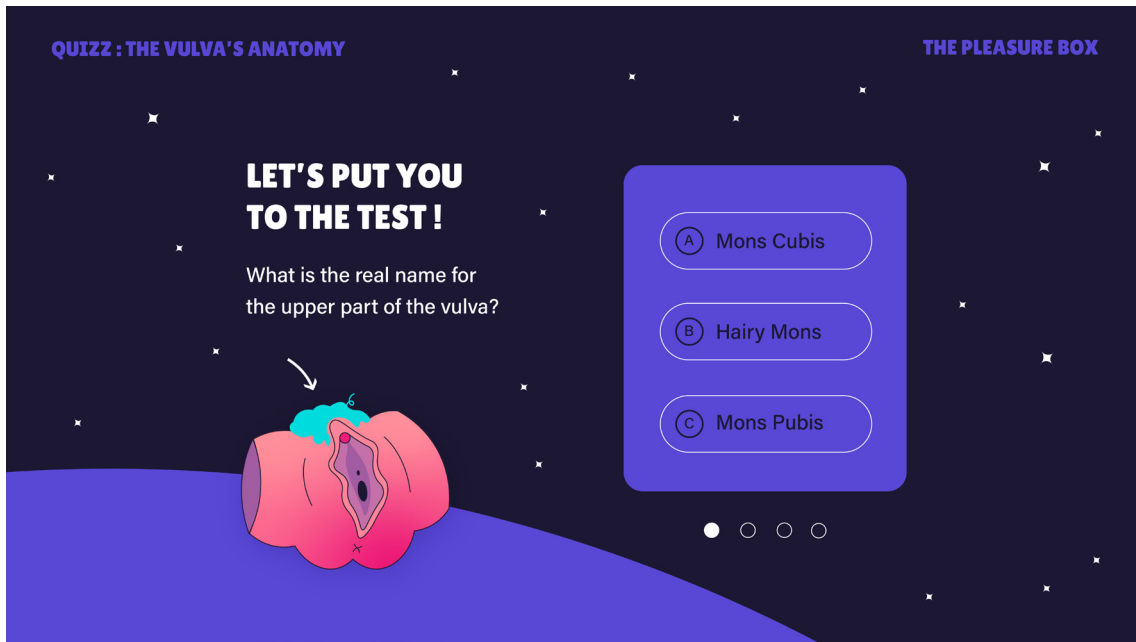 QUIZZ : THE VULVA'S ANATOMY
THE PLEASURE BOX
LET'S PUT YOU
TO THE TEST !
What is the real name for
the upper part of the vulva?
A Mons Cubis
B Hairy Mons
C Mons Pubis